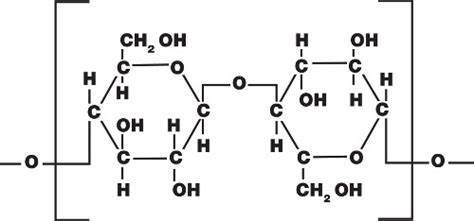 CH₂ OH H OH
C O C C
H H O H
OH H
C C C C
OH H
H H
C C C O
O O
H OH CH₂ OH